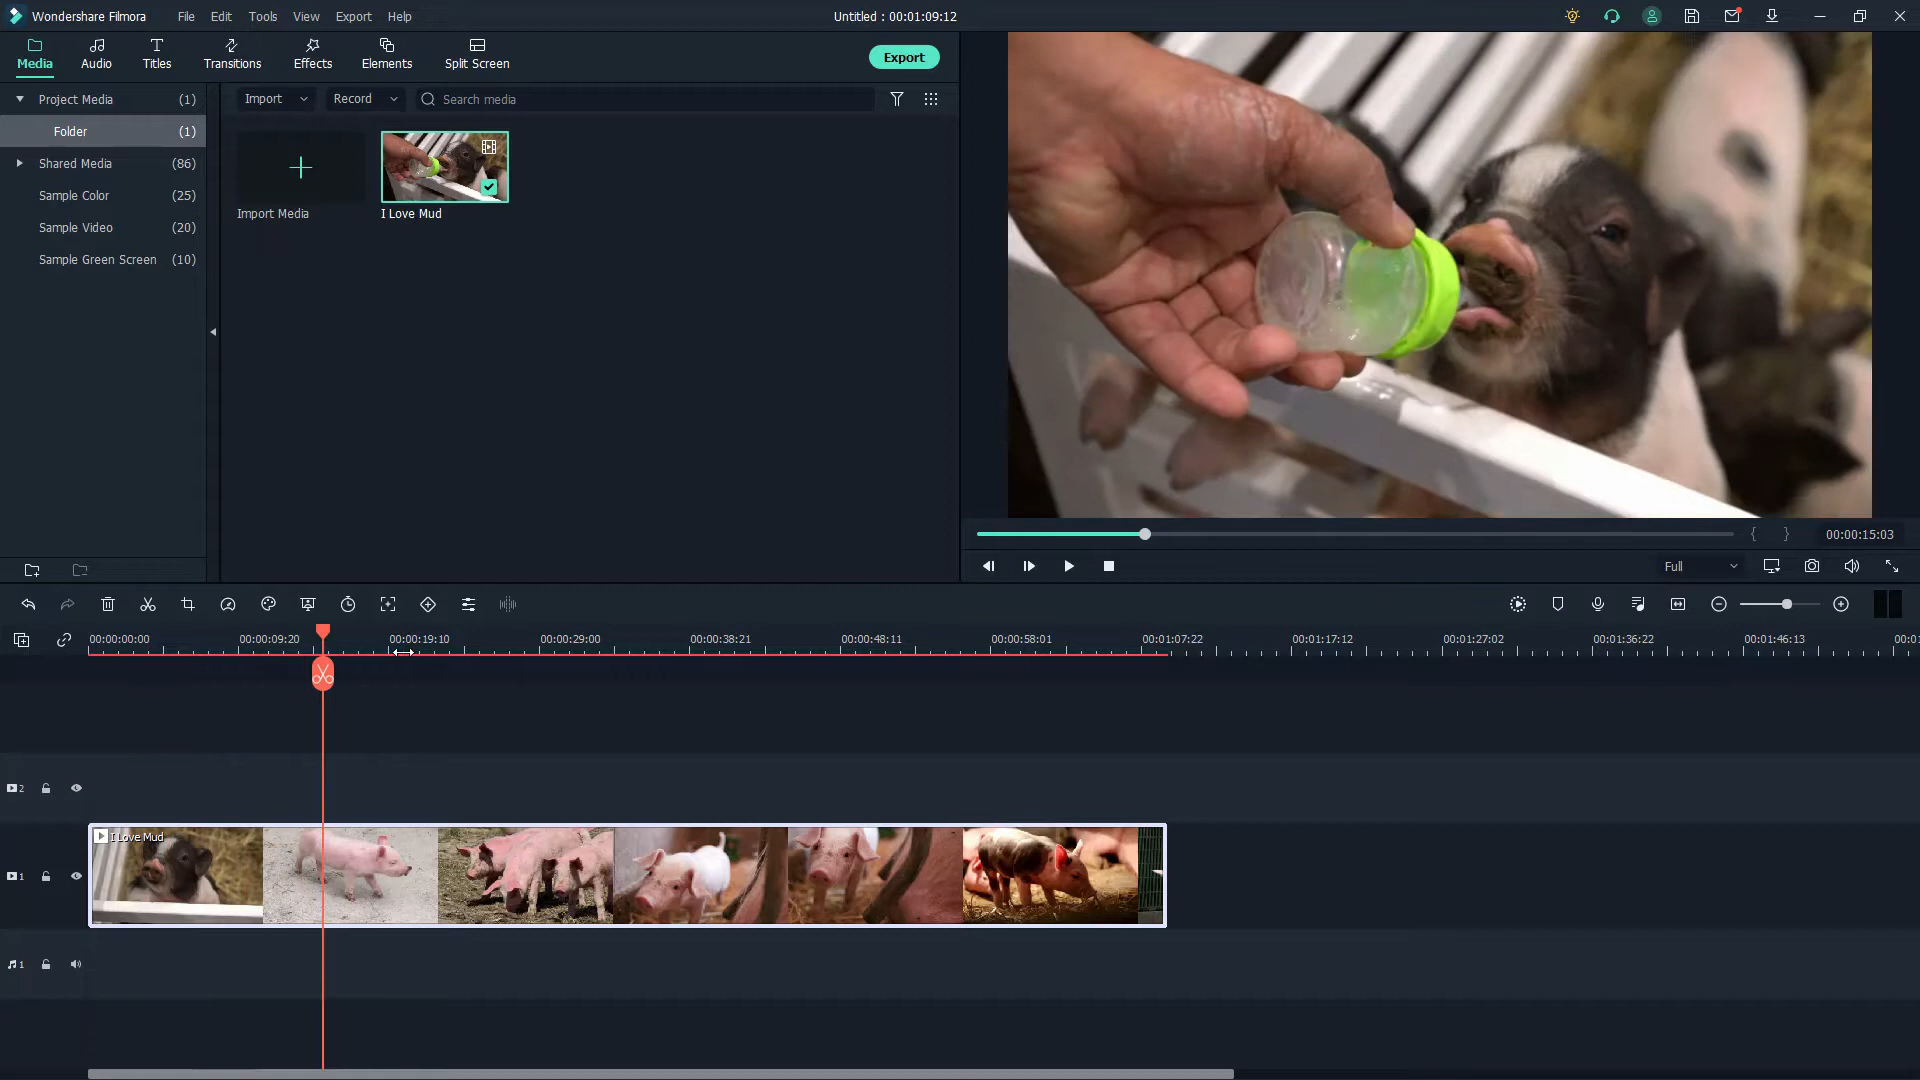 Wondershare Filmora File Edit Tools View Export Help Untitled : 00:01:09:12
Media Audio Titles Transitions Effects Elements Split Screen Export
Project Media (1) Import Record Search media
Folder (1)
Shared Media (86)
Sample Color (25)
Import Media I Love Mud
Sample Video (20)
Sample Green Screen (10)
{ } 00:00:15:03
Full
00:00:00:00 00:00:09:20 00:00:19:10 00:00:29:00 00:00:38:21 00:00:48:11 00:00:58:01 00:01:07:22 00:01:17:12 00:01:27:02 00:01:36:22 00:01:46:13 00:01
2
I Love Mud
1
1